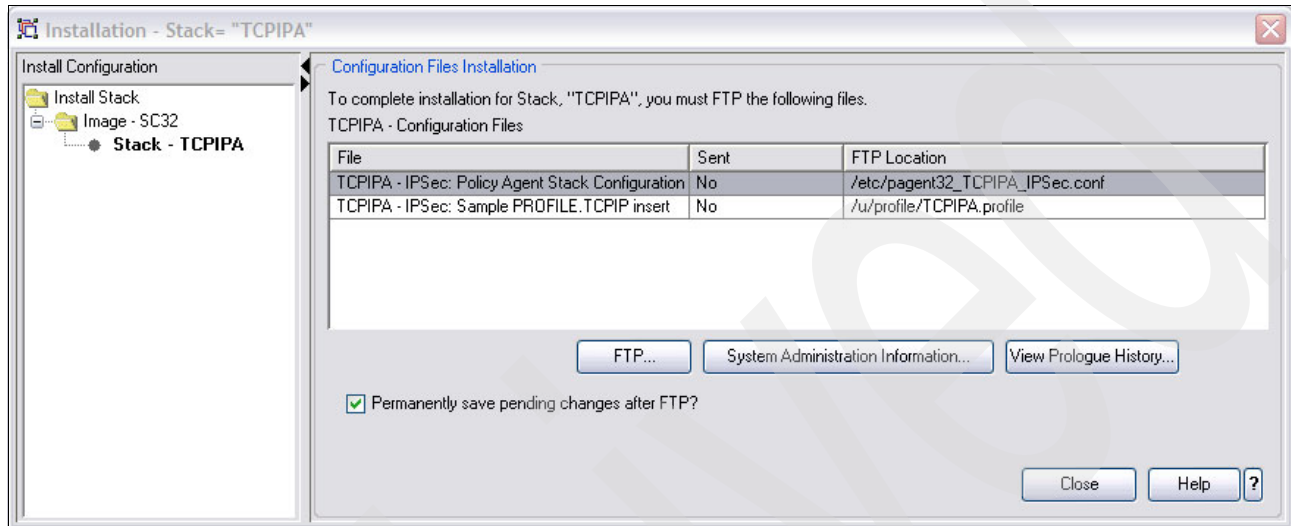 Installation - Stack= "TCPIPA"
Install Configuration
Install Stack
Image - SC32
Stack - TCPIPA
Configuration Files Installation
To complete installation for Stack, "TCPIPA", you must FTP the following files.
TCPIPA - Configuration Files
File Sent FTP Location
TCPIPA - IPSec: Policy Agent Stack Configuration No /etc/pagent32_TCPIPA_IPSec.conf
TCPIPA - IPSec: Sample PROFILE.TCPIP insert No /u/profile/TCPIPA.profile
FTP... System Administration Information... View Prologue History...
Permanently save pending changes after FTP?
Close Help ?